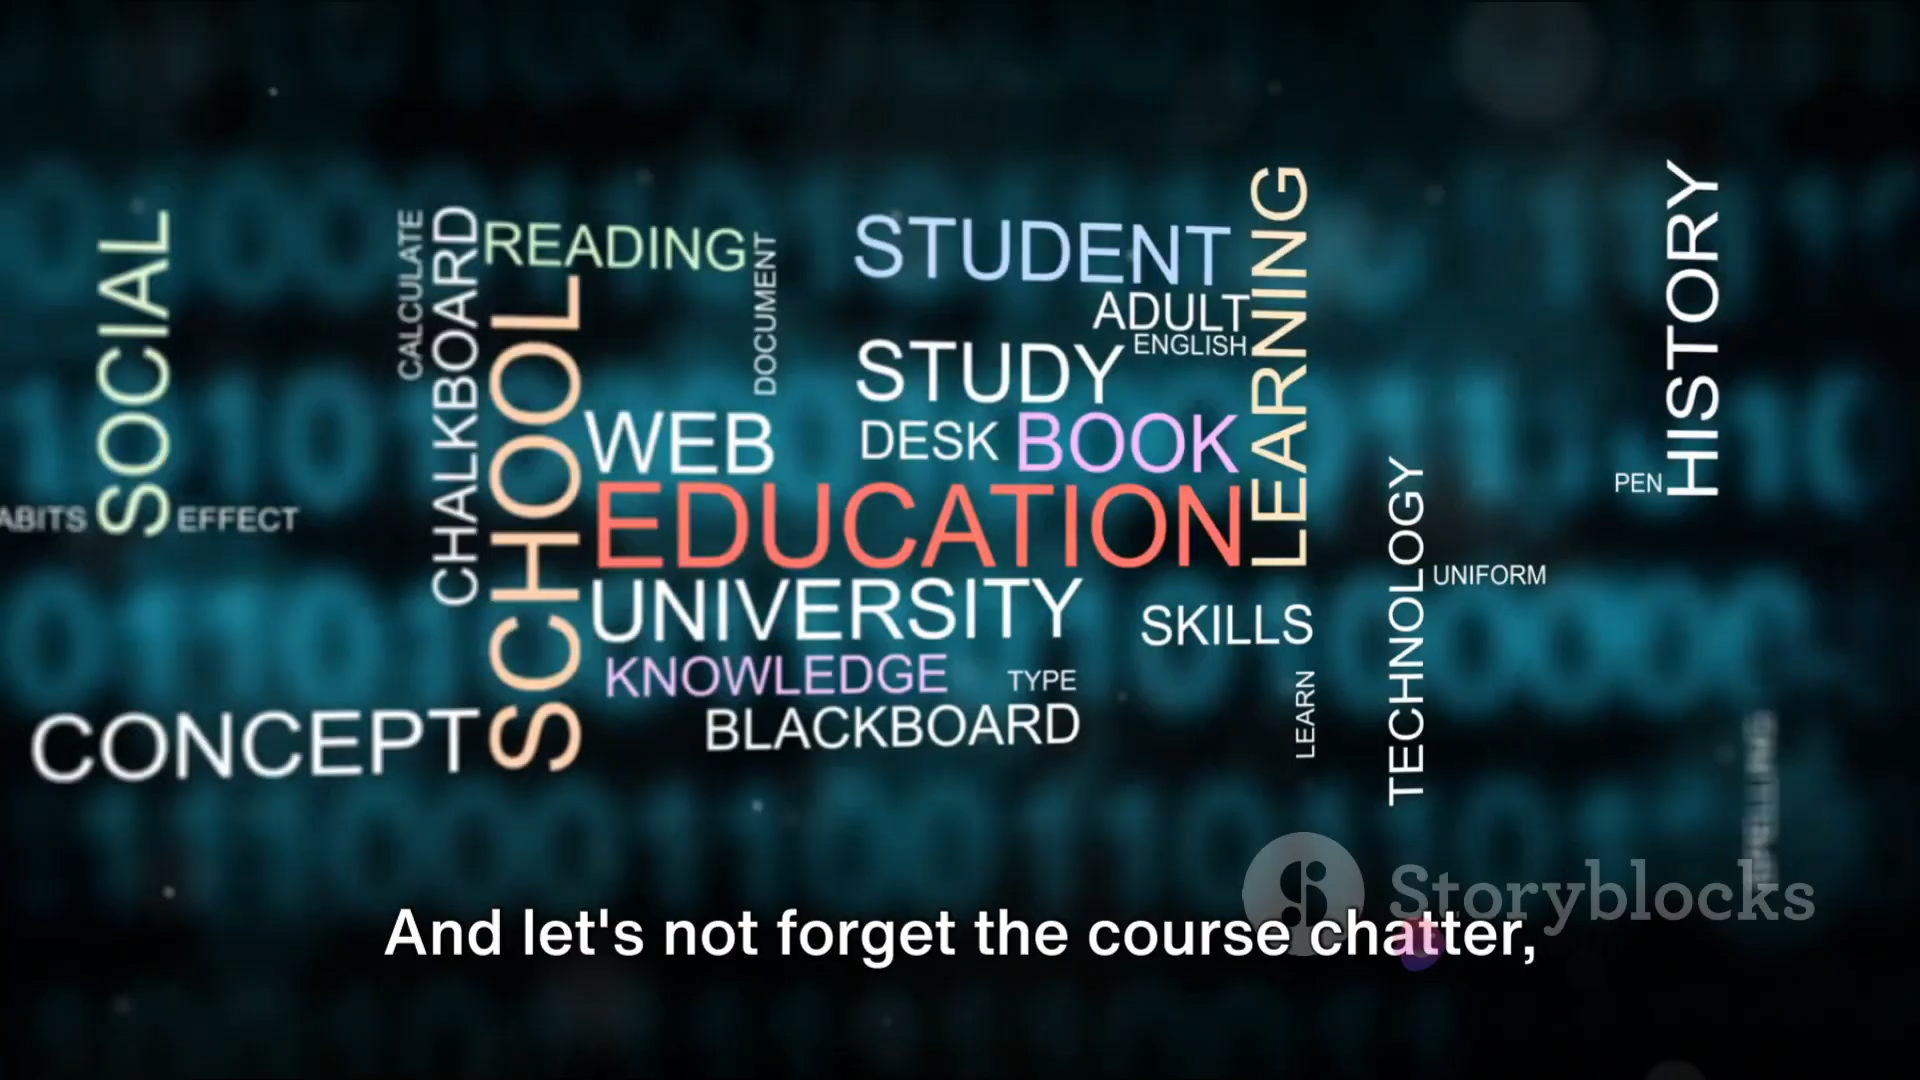 SOCIAL
EFFECT
CALCULATE
CHALKBOARD
READING
SCHOOL
DOCUMENT
STUDENT
ADULT
ENGLISH
LEARNING
STUDY
WEB
DESK BOOK
EDUCATION
UNIVERSITY
SKILLS
KNOWLEDGE
TYPE
BLACKBOARD
CONCEPT
LEARN
TECHNOLOGY
UNIFORM
PEN
HISTORY
Storyblocks
And let's not forget the course chatter,